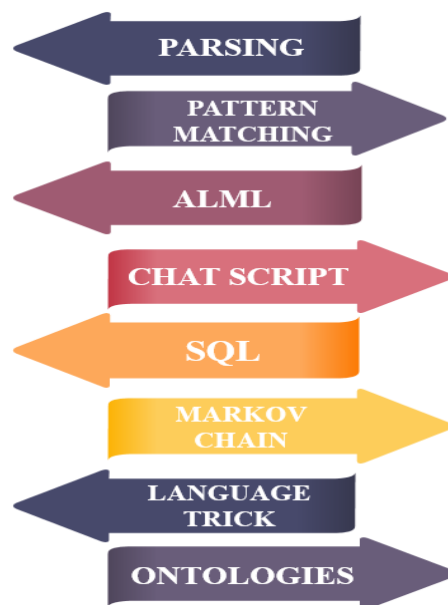 PARSING
PATTERN
MATCHING
ALML
CHAT SCRIPT
SQL
MARKOV
CHAIN
LANGUAGE
TRICK
ONTOLOGIES